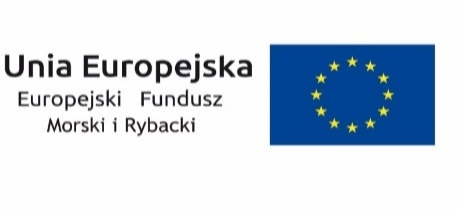 Unia Europejska
Europejski Fundusz
Morski i Rybacki